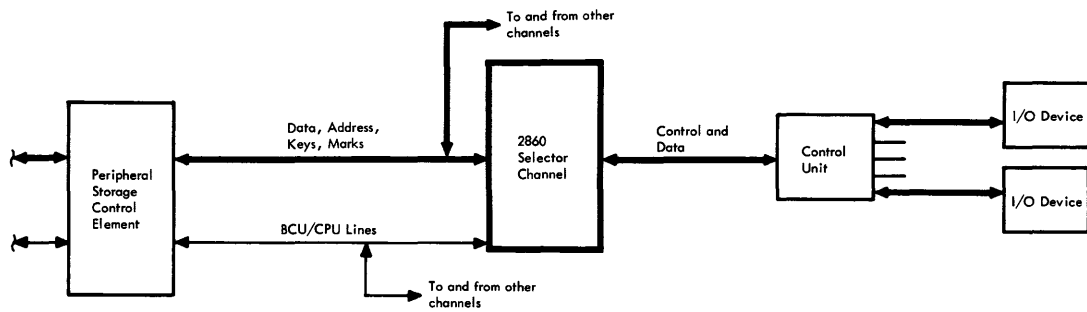 To and from other
channels
Data, Address,
Keys, Marks
Peripheral
Storage
Control
Element
2860
Selector
Channel
Control and
Data
Control
Unit
I/O Device
I/O Device
BCU/CPU Lines
To and from other
channels